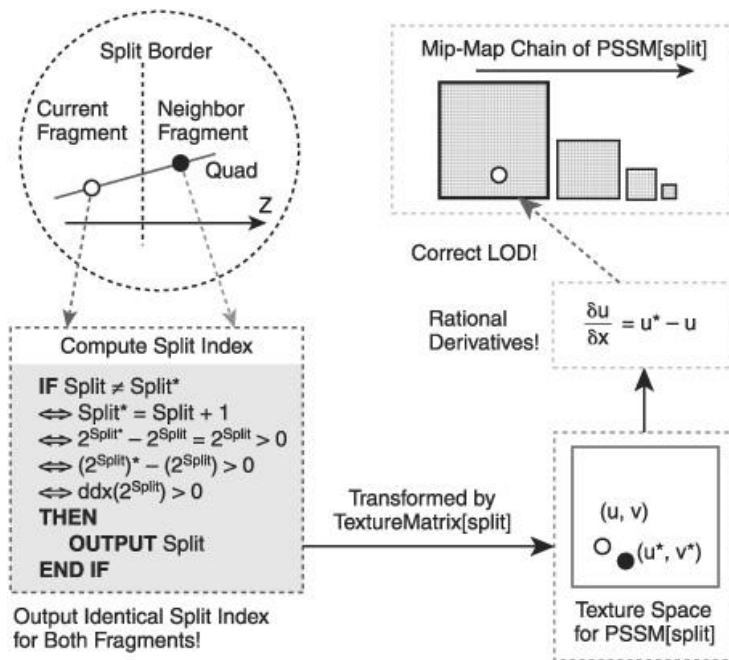 Split Border
Current
Fragment
Neighbor
Fragment
Quad
Z
Compute Split Index
IF Split ≠ Split*
⇔ Split* = Split + 1
⇔ 2^Split* − 2^Split = 2^Split > 0
⇔ (2^Split)* − (2^Split) > 0
⇔ ddx(2^Split) > 0
THEN
OUTPUT Split
END IF
Output Identical Split Index
for Both Fragments!
Transformed by
TextureMatrix[split]
(u, v)
(u*, v*)
Texture Space
for PSSM[split]
Rational
Derivatives!
δu/δx = u* − u
Correct LOD!
Mip-Map Chain of PSSM[split]